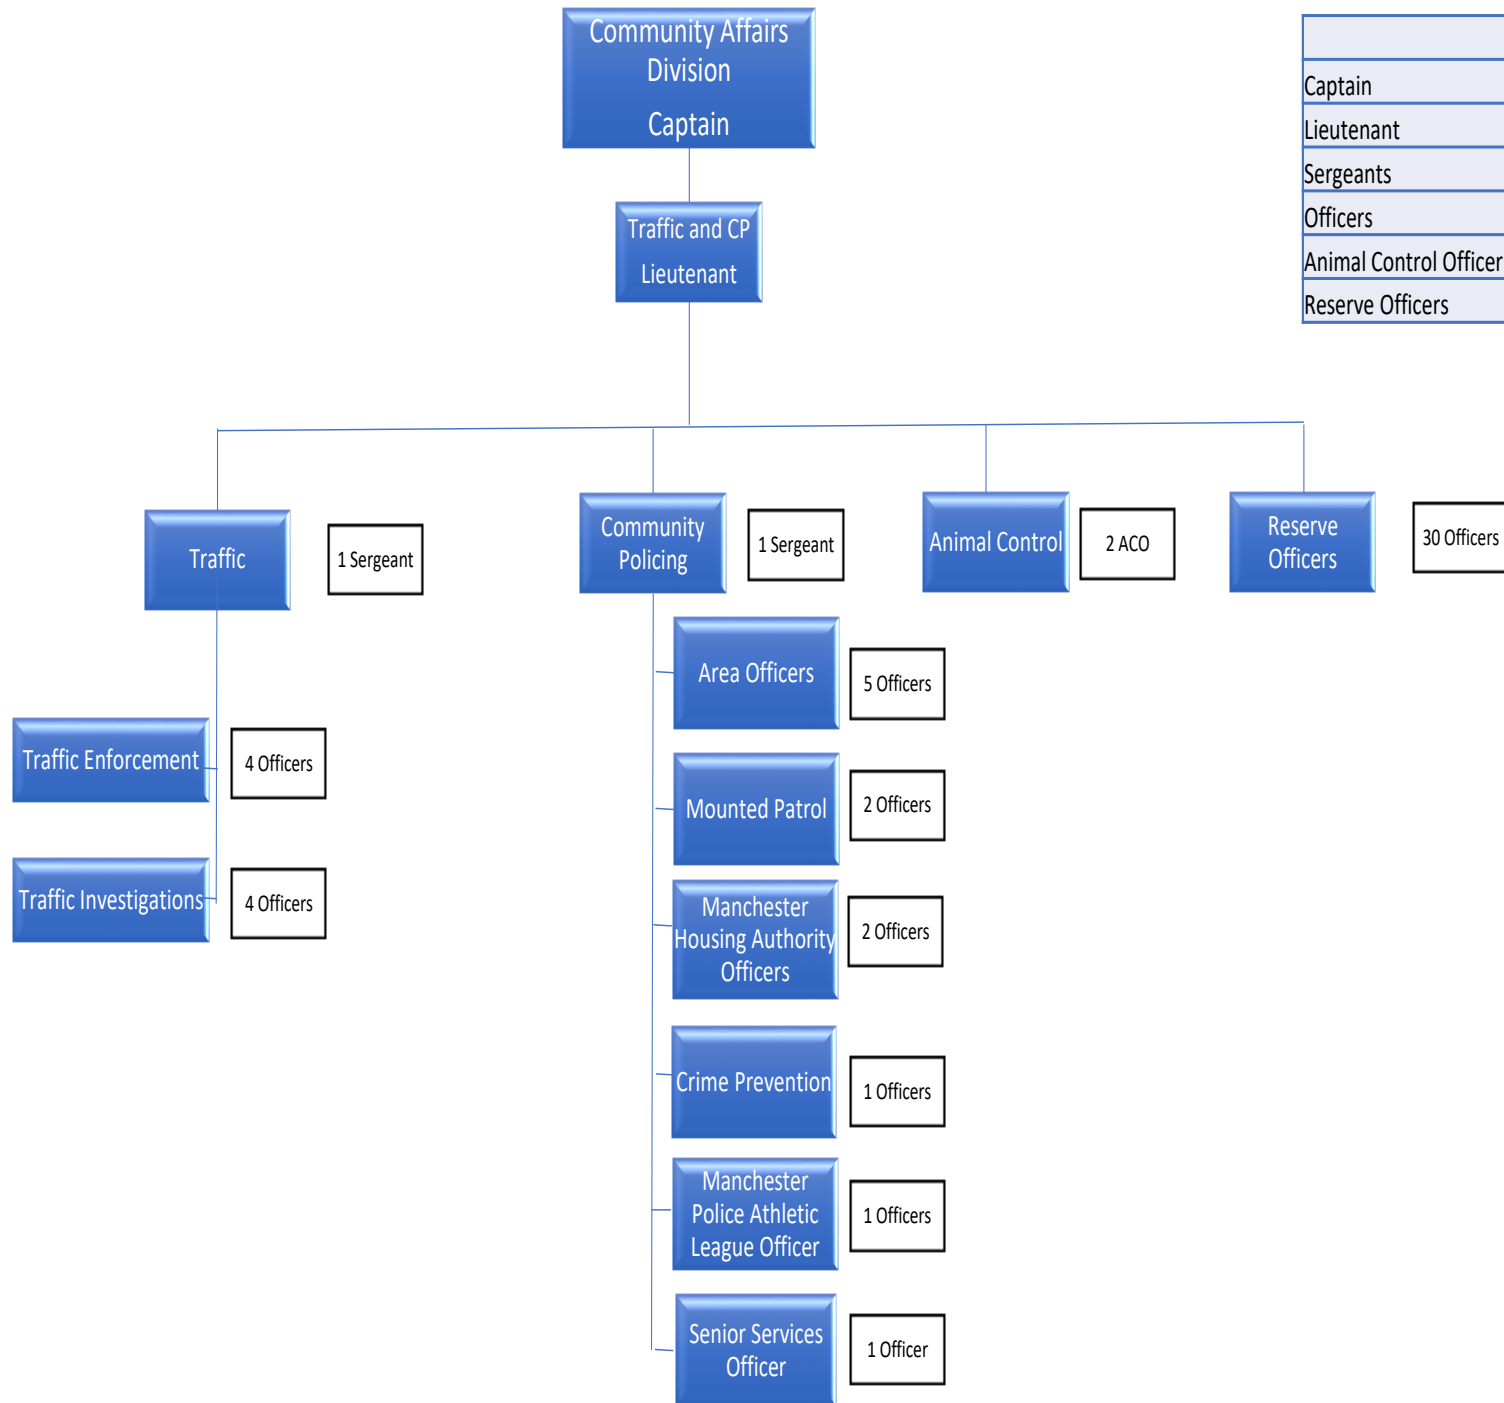 Community Affairs
Division
Captain
Traffic and CP
Lieutenant
Captain
Lieutenant
Sergeants
Officers
Animal Control Officer
Reserve Officers
Traffic
1 Sergeant
Community
Policing
1 Sergeant
Animal Control
2 ACO
Reserve
Officers
30 Officers
Traffic Enforcement
4 Officers
Traffic Investigations
4 Officers
Area Officers
5 Officers
Mounted Patrol
2 Officers
Manchester
Housing Authority
Officers
2 Officers
Crime Prevention
1 Officers
Manchester
Police Athletic
League Officer
1 Officers
Senior Services
Officer
1 Officer